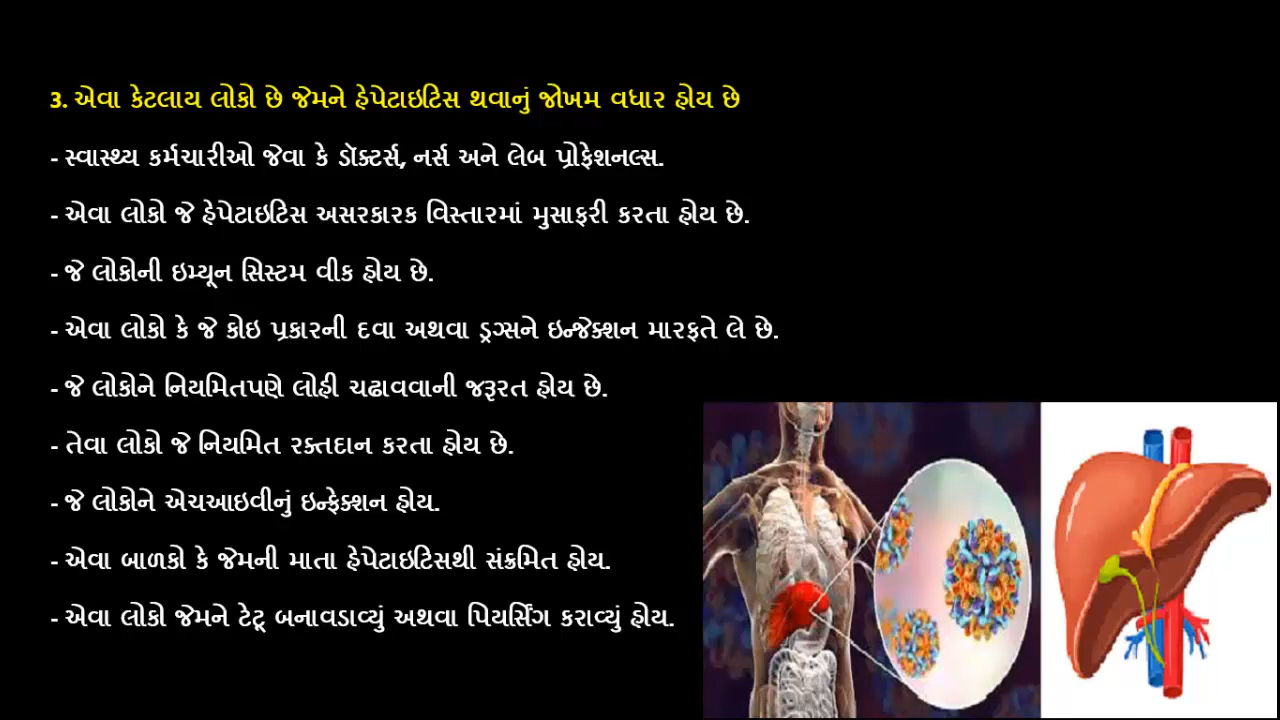 3. એવા કેટલાય લોકો છે જેમને હેપેટાઇટિસ થવાનું જોખમ વધાર હોય છે
- સ્વાસ્થ્ય કર્મચારીઓ જેવા કે ડૉક્ટર્સ, નર્સ અને લેબ પ્રોફેશનલ્સ.
- એવા લોકો જે હેપેટાઇટિસ અસરકારક વિસ્તારમાં મુસાફરી કરતા હોય છે.
- જે લોકોની ઇમ્યૂન સિસ્ટમ વીક હોય છે.
- એવા લોકો કે જે કોઇ પ્રકારની દવા અથવા ડ્રગ્સને ઇન્જેક્શન મારફતે લે છે.
- જે લોકોને નિયમિતપણે લોહી ચઢાવવાની જરૂરત હોય છે.
- તેવા લોકો જે નિયમિત રક્તદાન કરતા હોય છે.
- જે લોકોને એચઆઇવીનું ઇન્ફેક્શન હોય.
- એવા બાળકો કે જેમની માતા હેપેટાઇટિસથી સંક્રમિત હોય.
- એવા લોકો જેમને ટેટૂ બનાવડાવ્યું અથવા પિયર્સિંગ કરાવ્યું હોય.